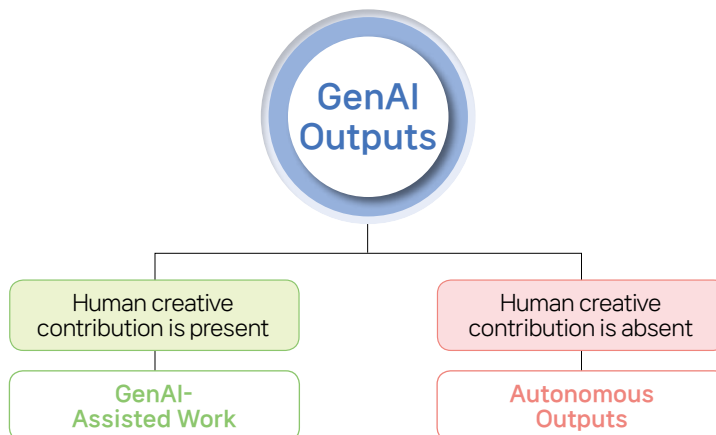 GenAI
Outputs
Human creative
contribution is present
Human creative
contribution is absent
GenAI-
Assisted Work
Autonomous
Outputs